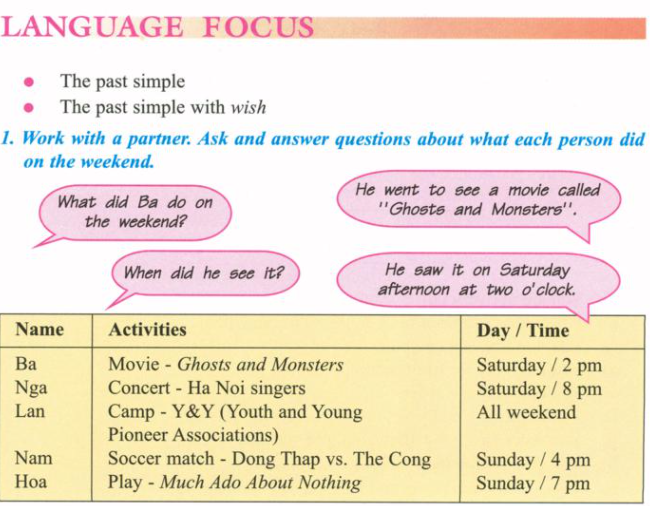 LANGUAGE FOCUS
● The past simple
● The past simple with wish
1. Work with a partner. Ask and answer questions about what each person did
on the weekend.
What did Ba do on
the weekend?
He went to see a movie called
"Ghosts and Monsters".
When did he see it?
He saw it on Saturday
afternoon at two o'clock.
Name Activities Day / Time
Ba Movie - Ghosts and Monsters Saturday / 2 pm
Nga Concert - Ha Noi singers Saturday / 8 pm
Lan Camp - Y&Y (Youth and Young All weekend
Pioneer Associations)
Nam Soccer match - Dong Thap vs. The Cong Sunday / 4 pm
Hoa Play - Much Ado About Nothing Sunday / 7 pm